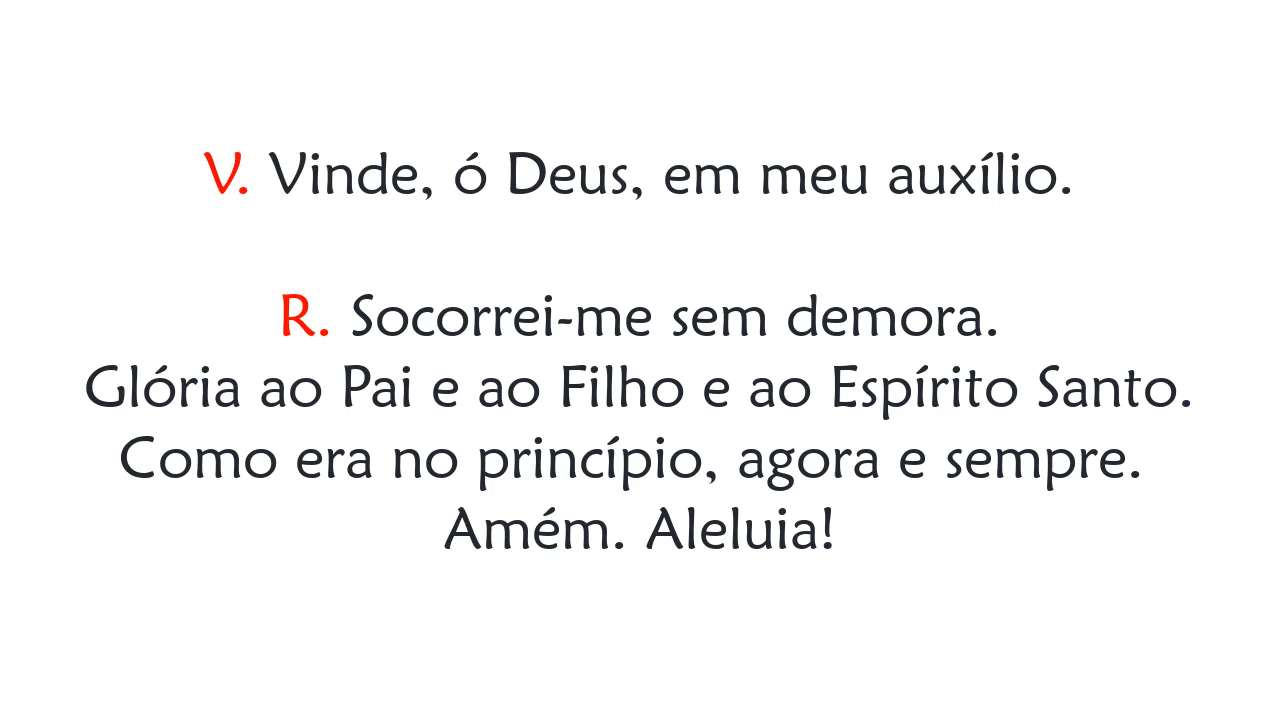 V. Vinde, ó Deus, em meu auxílio.
R. Socorrei-me sem demora.
Glória ao Pai e ao Filho e ao Espírito Santo.
Como era no princípio, agora e sempre.
Amém. Aleluia!